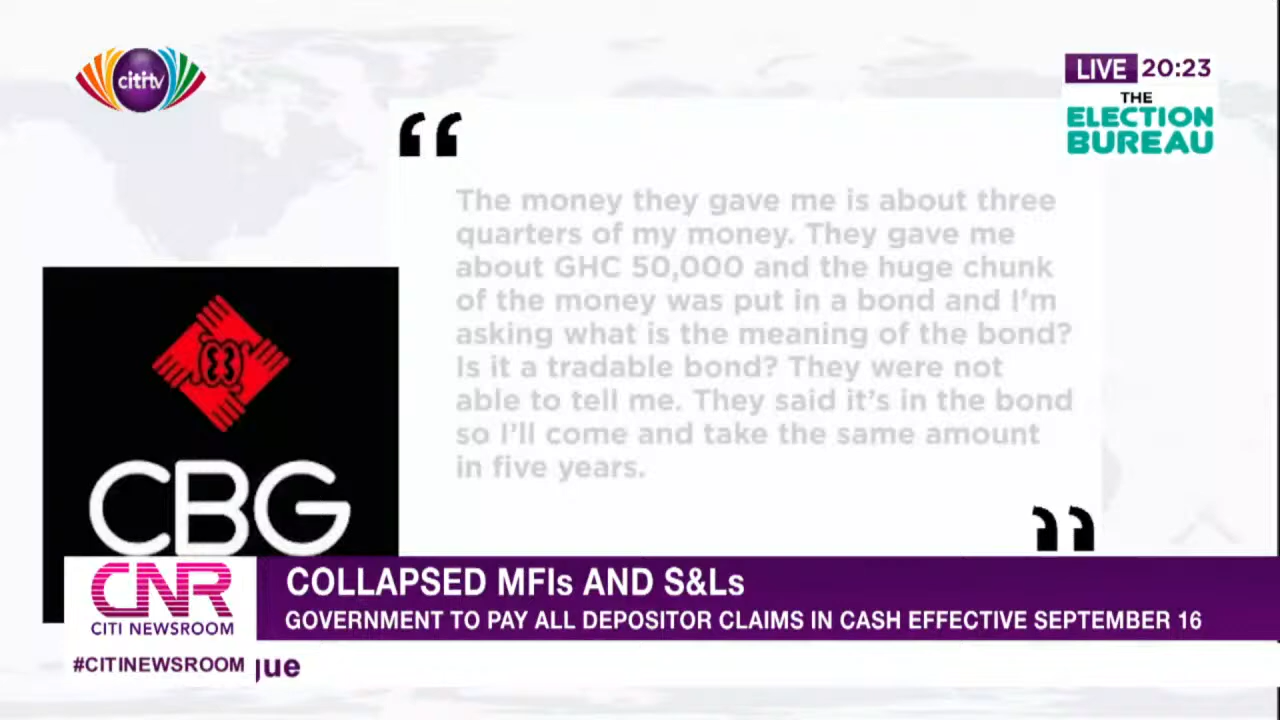 cititv
LIVE 20:23
THE
ELECTION
BUREAU
“
The money they gave me is about three
quarters of my money. They gave me
about GHC 50,000 and the huge chunk
of the money was put in a bond and I'm
asking what is the meaning of the bond?
Is it a tradable bond? They were not
able to tell me. They said it's in the bond
so I'll come and take the same amount
in five years.
”
CBG
CNR
CITI NEWSROOM
COLLAPSED MFIs AND S&Ls
GOVERNMENT TO PAY ALL DEPOSITOR CLAIMS IN CASH EFFECTIVE SEPTEMBER 16
#CITINEWSROOM